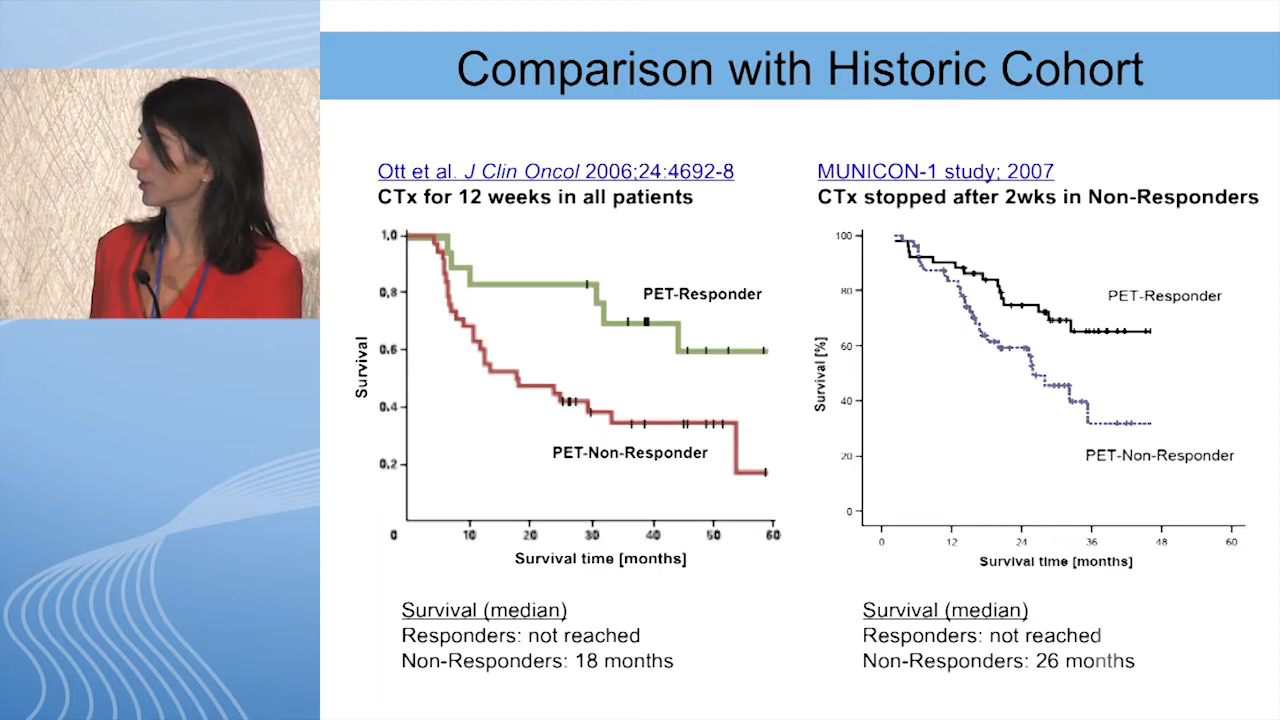 Comparison with Historic Cohort
Ott et al. J Clin Oncol 2006;24:4692-8
CTx for 12 weeks in all patients
1,0
0,8
0,6
0,4
0,2
0
10
20
30
40
50
60
Survival
Survival time [months]
PET-Responder
PET-Non-Responder
Survival (median)
Responders: not reached
Non-Responders: 18 months
MUNICON-1 study; 2007
CTx stopped after 2wks in Non-Responders
100
80
60
40
20
0
0
12
24
36
48
60
Survival [%]
Survival time [months]
PET-Responder
PET-Non-Responder
Survival (median)
Responders: not reached
Non-Responders: 26 months